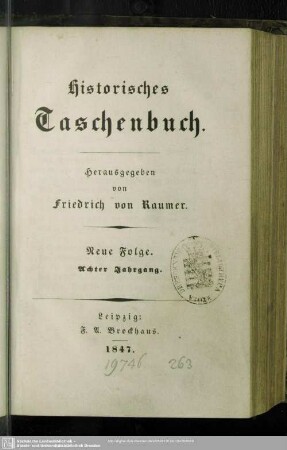 Historisches
Taschenbuch.
Herausgegeben
von
Friedrich von Raumer.
Neue Folge.
Achter Jahrgang.
Leipzig:
F. A. Brockhaus.
1847.
19746 263